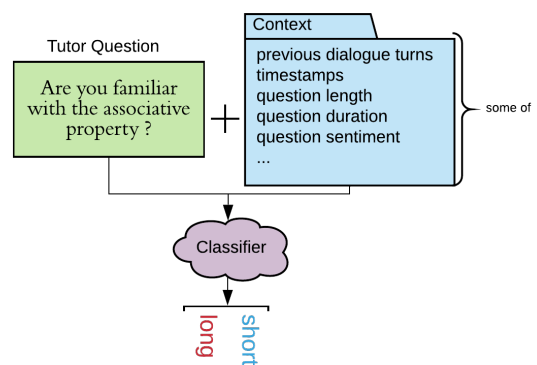 Tutor Question
Are you familiar
with the associative
property ?
+
Context
previous dialogue turns
timestamps
question length
question duration
question sentiment
...
some of
Classifier
long
short